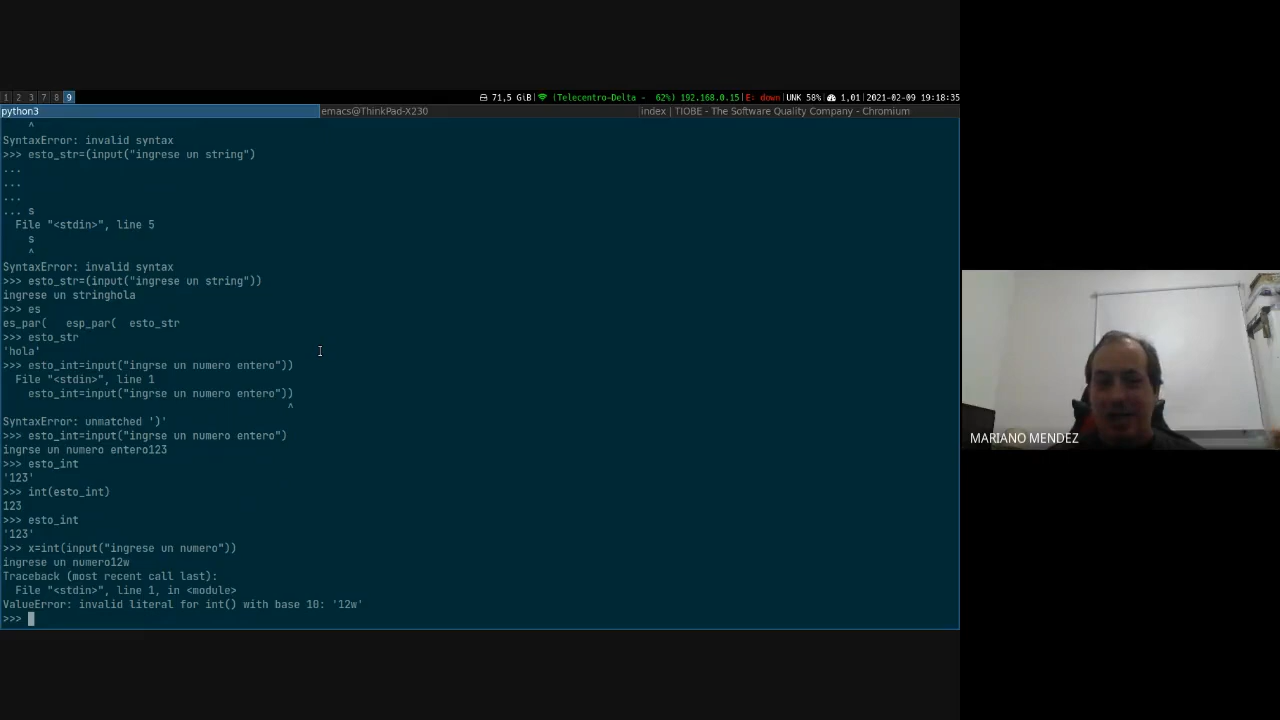 1 2 3 7 8 9
71,5 GiB| |Telecentro-Delta - 62%) 192.168.0.15|E: down|UNK 58%| 1,01|2021-02-09 19:18:35
python3
emacs@ThinkPad-X230
index | TIOBE - The Software Quality Company - Chromium
^
SyntaxError: invalid syntax
>>> esto_str=(input("ingrese un string")
...
...
...
... s
File "<stdin>", line 5
s
^
SyntaxError: invalid syntax
>>> esto_str=(input("ingrese un string"))
ingrese un stringhola
>>> es
es_par( esp_par( esto_str
>>> esto_str
'hola'
>>> esto_int=input("ingrse un numero entero"))
File "<stdin>", line 1
esto_int=input("ingrse un numero entero"))
^
SyntaxError: unmatched ')'
>>> esto_int=input("ingrse un numero entero")
ingrse un numero entero123
>>> esto_int
'123'
>>> int(esto_int)
123
>>> esto_int
'123'
>>> x=int(input("ingrese un numero"))
ingrese un numero12w
Traceback (most recent call last):
File "<stdin>", line 1, in <module>
ValueError: invalid literal for int() with base 10: '12w'
>>>
MARIANO MENDEZ